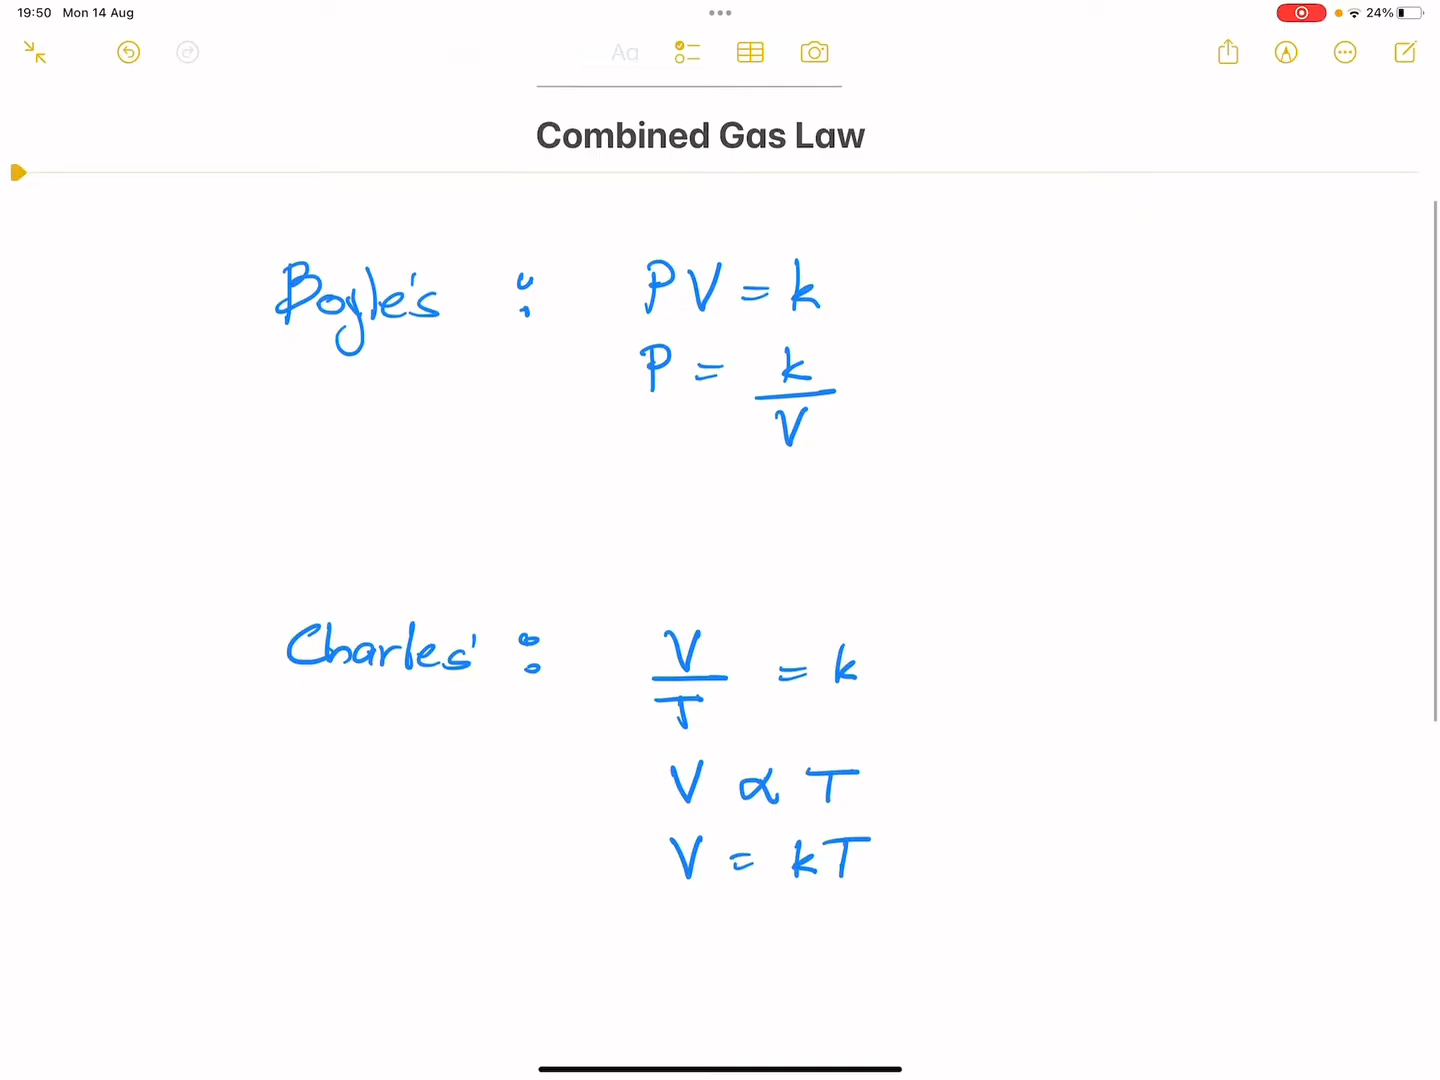 19:50 Mon 14 Aug
24%
Aa
Combined Gas Law
Boyle's : PV = k
P = k/V
Charles' : V/T = k
V ∝ T
V = kT